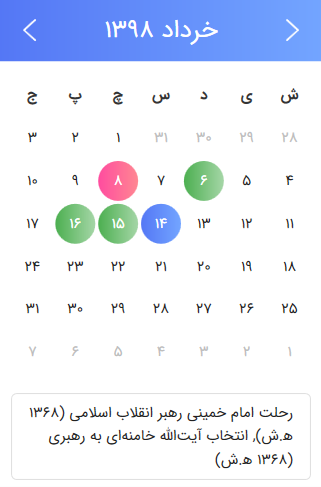 خرداد ۱۳۹۸
ش ی د س چ پ ج
۲۸ ۲۹ ۳۰ ۳۱ ۱ ۲ ۳
۴ ۵ ۶ ۷ ۸ ۹ ۱۰
۱۱ ۱۲ ۱۳ ۱۴ ۱۵ ۱۶ ۱۷
۱۸ ۱۹ ۲۰ ۲۱ ۲۲ ۲۳ ۲۴
۲۵ ۲۶ ۲۷ ۲۸ ۲۹ ۳۰ ۳۱
۱ ۲ ۳ ۴ ۵ ۶ ۷
رحلت امام خمینی رهبر انقلاب اسلامی (۱۳۶۸
ه.ش), انتخاب آیت‌الله خامنه‌ای به رهبری
(۱۳۶۸ ه.ش)